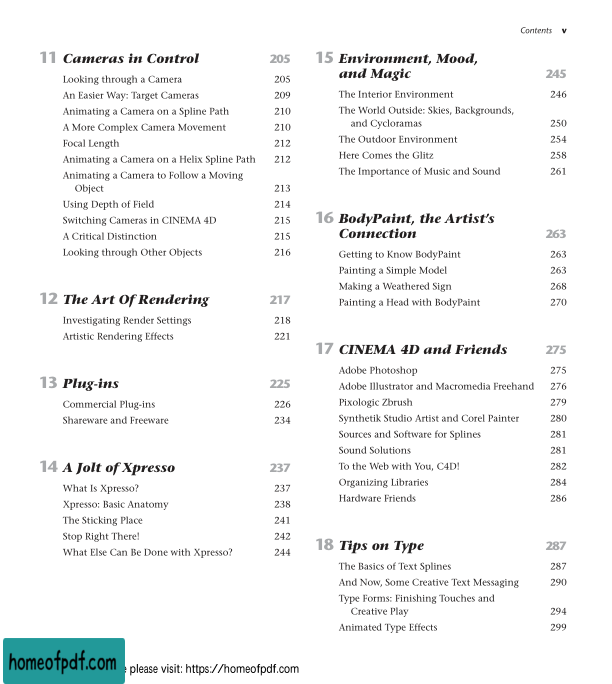 Contents v
11 Cameras in Control 205
Looking through a Camera 205
An Easier Way: Target Cameras 209
Animating a Camera on a Spline Path 210
A More Complex Camera Movement 210
Focal Length 212
Animating a Camera on a Helix Spline Path 212
Animating a Camera to Follow a Moving
Object 213
Using Depth of Field 214
Switching Cameras in CINEMA 4D 215
A Critical Distinction 215
Looking through Other Objects 216
12 The Art Of Rendering 217
Investigating Render Settings 218
Artistic Rendering Effects 221
13 Plug-ins 225
Commercial Plug-ins 226
Shareware and Freeware 234
14 A Jolt of Xpresso 237
What Is Xpresso? 237
Xpresso: Basic Anatomy 238
The Sticking Place 241
Stop Right There! 242
What Else Can Be Done with Xpresso? 244
15 Environment, Mood,
and Magic 245
The Interior Environment 246
The World Outside: Skies, Backgrounds,
and Cycloramas 250
The Outdoor Environment 254
Here Comes the Glitz 258
The Importance of Music and Sound 261
16 BodyPaint, the Artist's
Connection 263
Getting to Know BodyPaint 263
Painting a Simple Model 263
Making a Weathered Sign 268
Painting a Head with BodyPaint 270
17 CINEMA 4D and Friends 275
Adobe Photoshop 275
Adobe Illustrator and Macromedia Freehand 276
Pixologic Zbrush 279
Synthetik Studio Artist and Corel Painter 280
Sources and Software for Splines 281
Sound Solutions 281
To the Web with You, C4D! 282
Organizing Libraries 284
Hardware Friends 286
18 Tips on Type 287
The Basics of Text Splines 287
And Now, Some Creative Text Messaging 290
Type Forms: Finishing Touches and
Creative Play 294
Animated Type Effects 299
homeofpdf.com please visit: https://homeofpdf.com